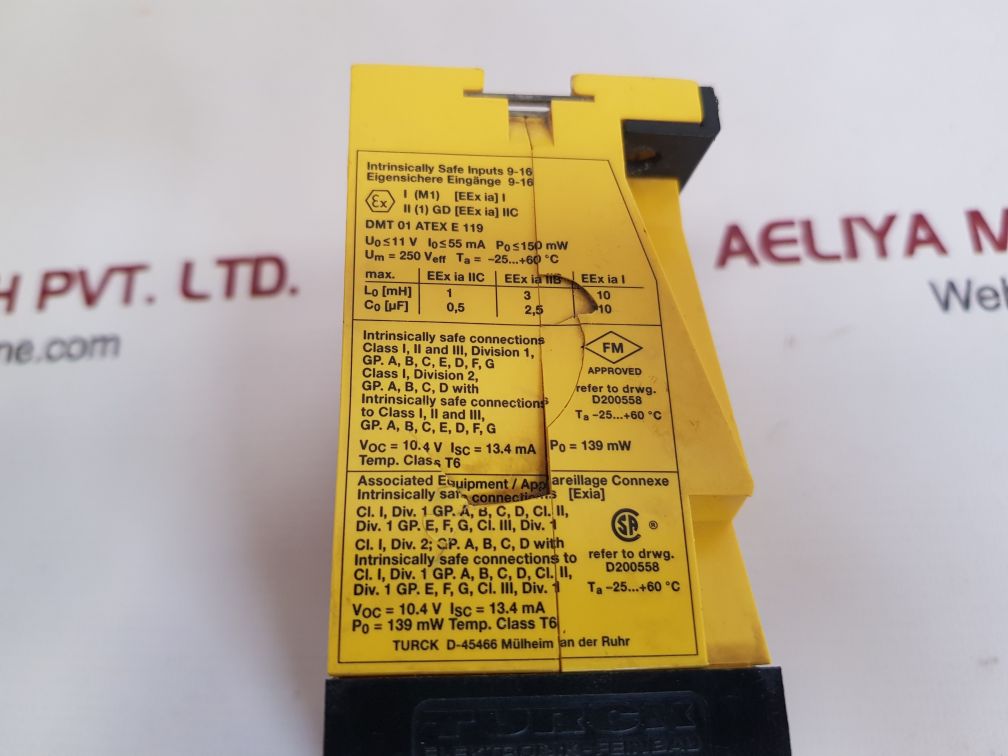 Intrinsically Safe Inputs 9-16
Eigensichere Eingänge 9-16
Ex I (M1) [EEx ia] I
II (1) GD [EEx ia] IIC
DMT 01 ATEX E 119
U₀≤11 V I₀≤55 mA P₀≤150 mW
Um = 250 Veff Ta = -25...+60 °C
max. EEx ia IIC EEx ia IIB EEx ia I
L₀ [mH] 1 3 10
C₀ [µF] 0,5 2,5 10
Intrinsically safe connections
Class I, II and III, Division 1,
GP. A, B, C, E, D, F, G
Class I, Division 2,
GP. A, B, C, D with
Intrinsically safe connections
to Class I, II and III,
GP. A, B, C, E, D, F, G
FM
APPROVED
refer to drwg.
D200558
Ta -25...+60 °C
VOC = 10.4 V ISC = 13.4 mA P₀ = 139 mW
Temp. Class T6
Associated Equipment / Appareillage Connexe
Intrinsically safe connections [Exia]
Cl. I, Div. 1 GP. A, B, C, D, Cl. II,
Div. 1 GP. E, F, G, Cl. III, Div. 1
Cl. I, Div. 2; GP. A, B, C, D with
Intrinsically safe connections to
Cl. I, Div. 1 GP. A, B, C, D, Cl. II,
Div. 1 GP. E, F, G, Cl. III, Div. 1
SA ®
refer to drwg.
D200558
Ta -25...+60 °C
VOC = 10.4 V ISC = 13.4 mA
P₀ = 139 mW Temp. Class T6
TURCK D-45466 Mülheim an der Ruhr
TURCK
ELEKTRONIK-FEINBAU
H PVT. LTD.
ne.com
AELIYA M
Web